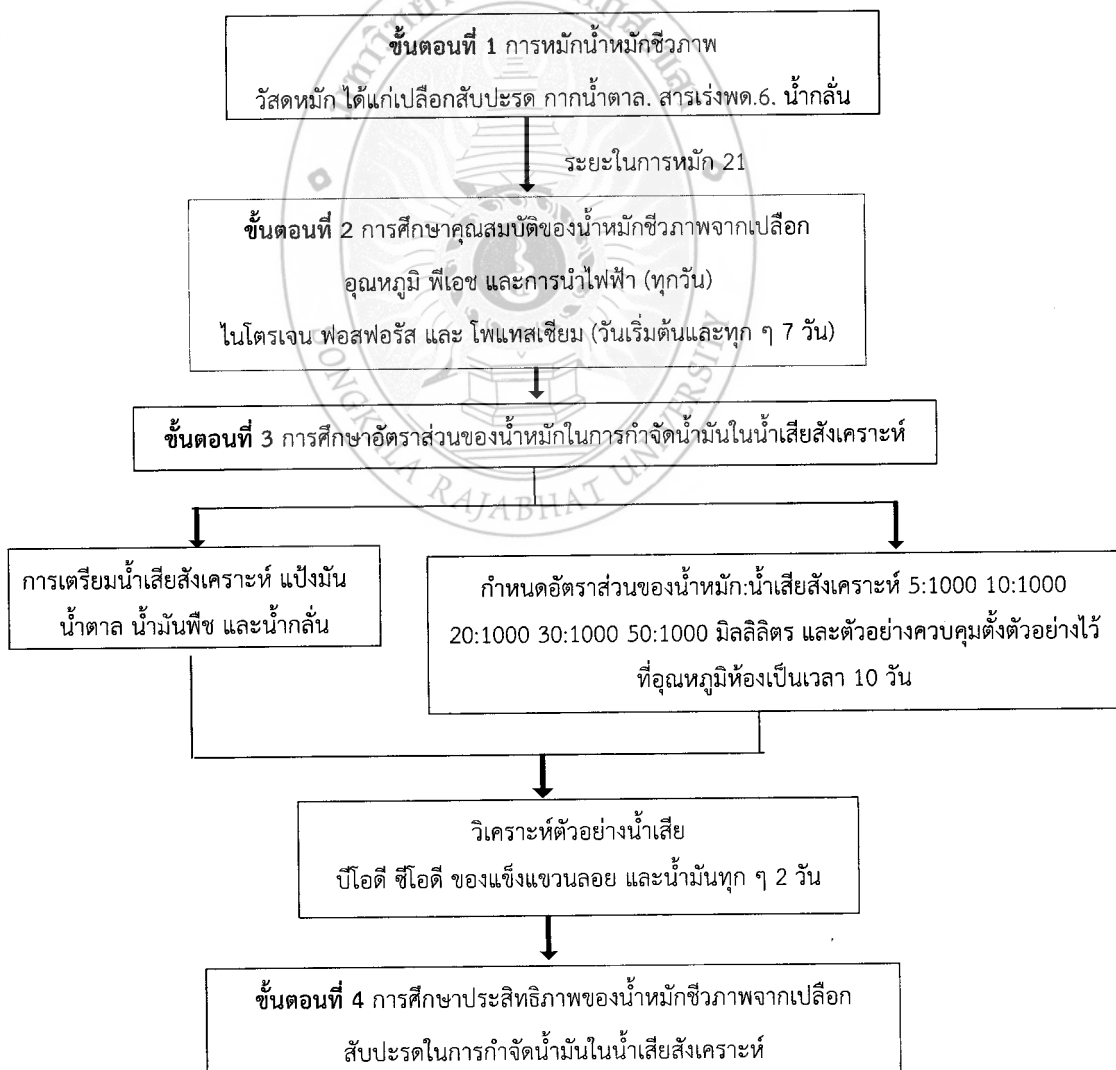 ขั้นตอนที่ 1 การหมักน้ำหมักชีวภาพ
วัสดหมัก ได้แก่เปลือกสับปะรด กากน้ำตาล. สารเร่งพด.6. น้ำกลั่น
ระยะในการหมัก 21
ขั้นตอนที่ 2 การศึกษาคุณสมบัติของน้ำหมักชีวภาพจากเปลือก
อุณหภูมิ พีเอช และการนำไฟฟ้า (ทุกวัน)
ไนโตรเจน ฟอสฟอรัส และ โพแทสเซียม (วันเริ่มต้นและทุก ๆ 7 วัน)
ขั้นตอนที่ 3 การศึกษาอัตราส่วนของน้ำหมักในการกำจัดน้ำมันในน้ำเสียสังเคราะห์
RAJABHAT UNIVERSITY
การเตรียมน้ำเสียสังเคราะห์ แป้งมัน
น้ำตาล น้ำมันพืช และน้ำกลั่น
กำหนดอัตราส่วนของน้ำหมัก:น้ำเสียสังเคราะห์ 5:1000 10:1000
20:1000 30:1000 50:1000 มิลลิลิตร และตัวอย่างควบคุมตั้งตัวอย่างไว้
ที่อุณหภูมิห้องเป็นเวลา 10 วัน
วิเคราะห์ตัวอย่างน้ำเสีย
บีโอดี ซีโอดี ของแข็งแขวนลอย และน้ำมันทุก ๆ 2 วัน
ขั้นตอนที่ 4 การศึกษาประสิทธิภาพของน้ำหมักชีวภาพจากเปลือก
สับปะรดในการกำจัดน้ำมันในน้ำเสียสังเคราะห์